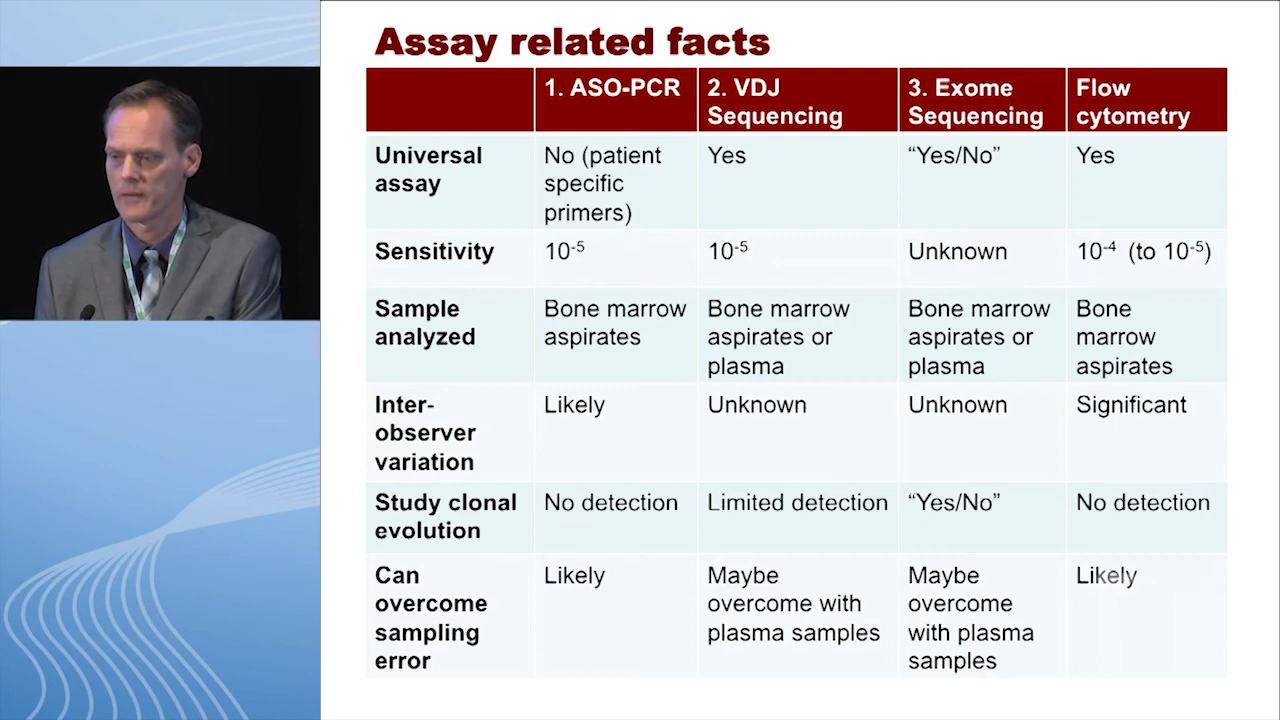 Assay related facts
1. ASO-PCR
2. VDJ
Sequencing
3. Exome
Sequencing
Flow
cytometry
Universal
assay
No (patient
specific
primers)
Yes
“Yes/No”
Yes
Sensitivity
10⁻⁵
10⁻⁵
Unknown
10⁻⁴ (to 10⁻⁵)
Sample
analyzed
Bone marrow
aspirates
Bone marrow
aspirates or
plasma
Bone marrow
aspirates or
plasma
Bone
marrow
aspirates
Inter-
observer
variation
Likely
Unknown
Unknown
Significant
Study clonal
evolution
No detection
Limited detection
“Yes/No”
No detection
Can
overcome
sampling
error
Likely
Maybe
overcome with
plasma samples
Maybe
overcome
with plasma
samples
Likely